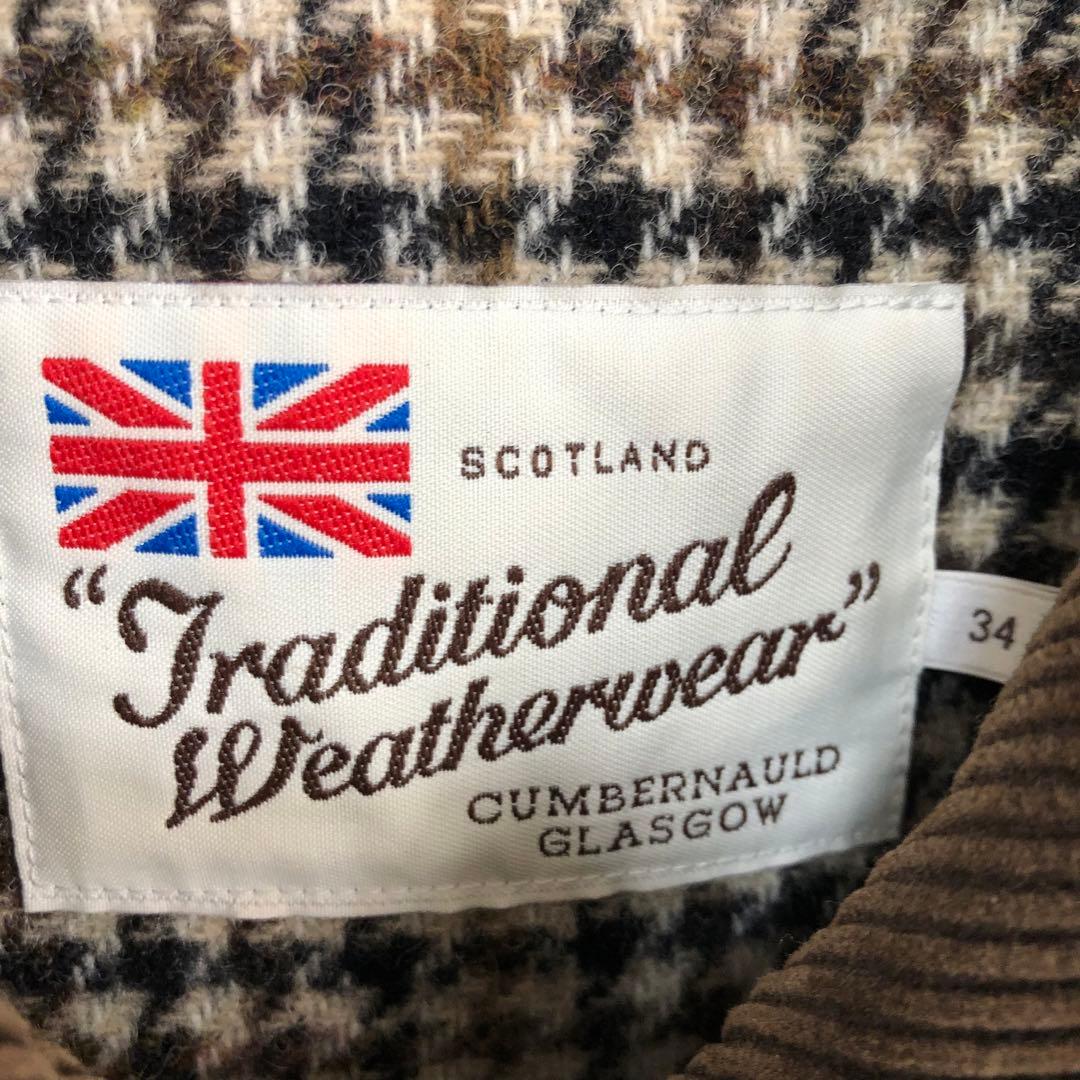 SCOTLAND
“Traditional
Weatherwear”
34
CUMBERNAULD
GLASGOW